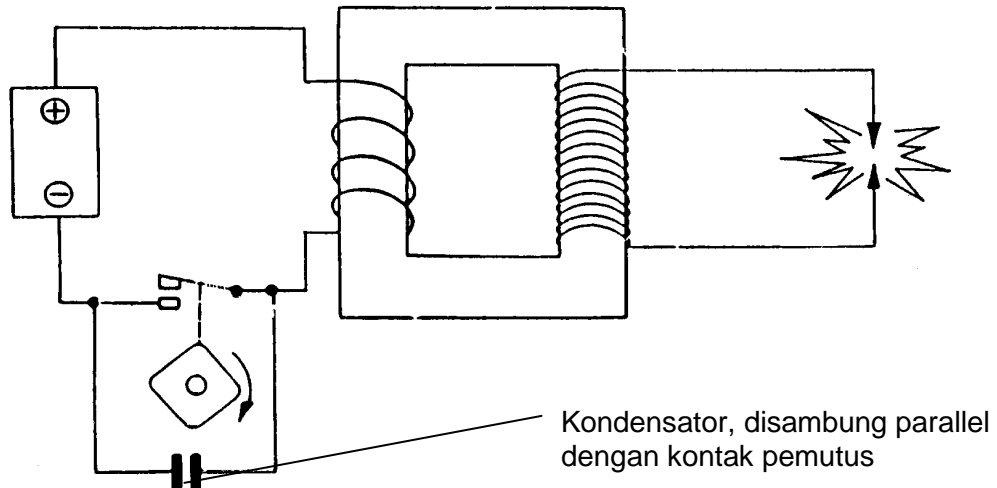 +
−
Kondensator, disambung parallel
dengan kontak pemutus